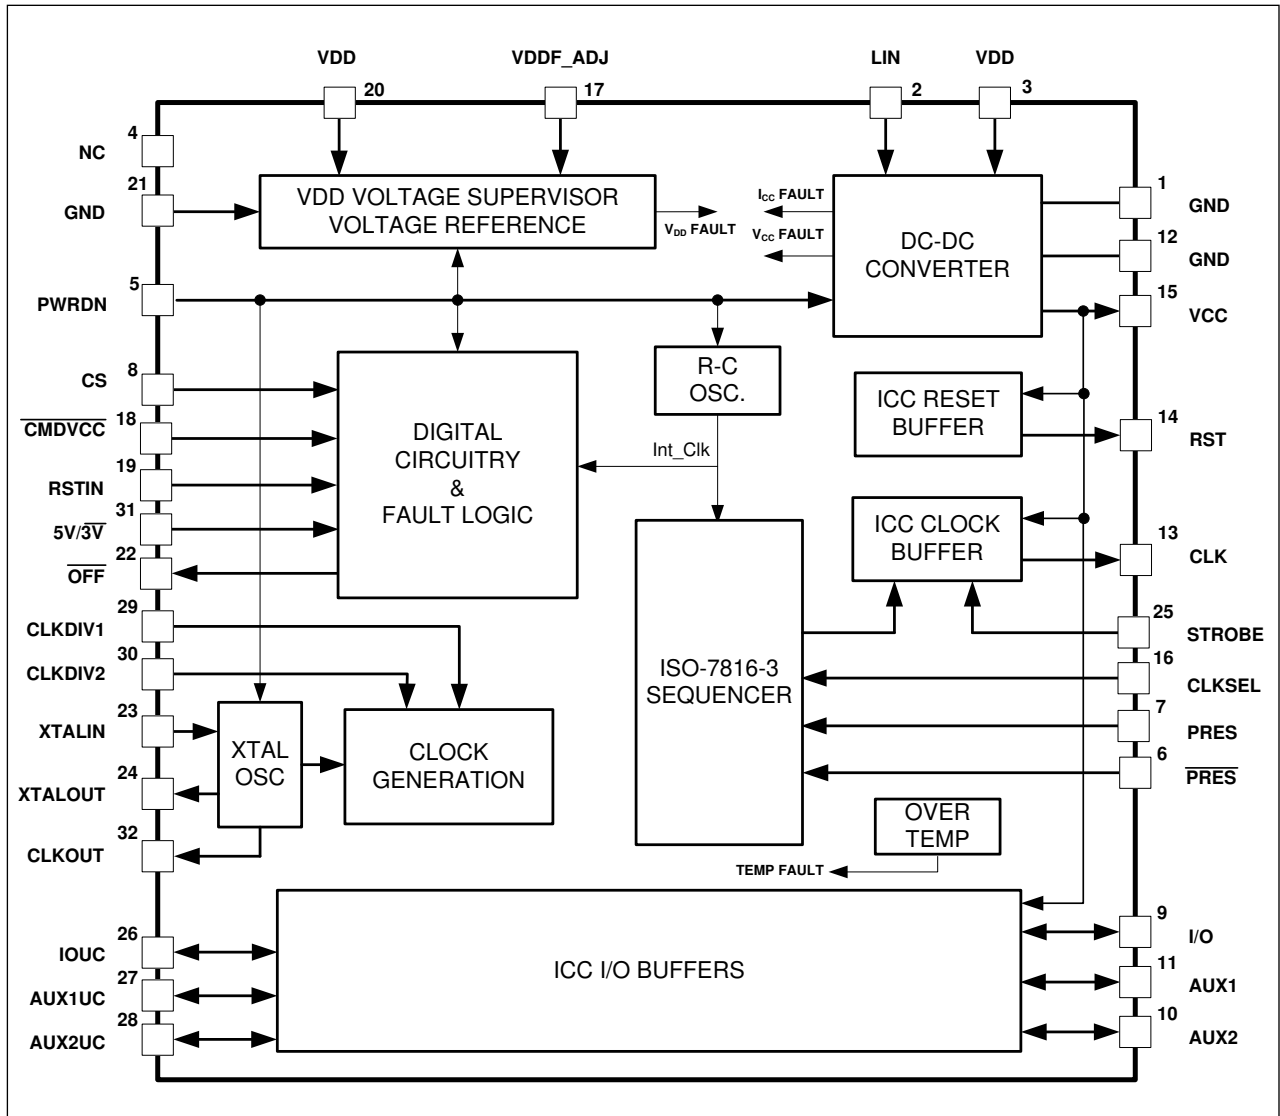 VDD
VDDF_ADJ
LIN
VDD
20
17
2
3
4
NC
21
GND
VDD VOLTAGE SUPERVISOR
VOLTAGE REFERENCE
VDD FAULT
ICC FAULT
VCC FAULT
DC-DC
CONVERTER
1
GND
12
GND
15
VCC
5
PWRDN
8
CS
18
CMDVCC
19
RSTIN
31
5V/3V
22
OFF
DIGITAL
CIRCUITRY
&
FAULT LOGIC
R-C
OSC.
Int_Clk
ICC RESET
BUFFER
14
RST
ICC CLOCK
BUFFER
13
CLK
29
CLKDIV1
30
CLKDIV2
23
XTALIN
24
XTALOUT
32
CLKOUT
XTAL
OSC
CLOCK
GENERATION
ISO-7816-3
SEQUENCER
25
STROBE
16
CLKSEL
7
PRES
6
PRES
OVER
TEMP
TEMP FAULT
26
IOUC
27
AUX1UC
28
AUX2UC
ICC I/O BUFFERS
9
I/O
11
AUX1
10
AUX2